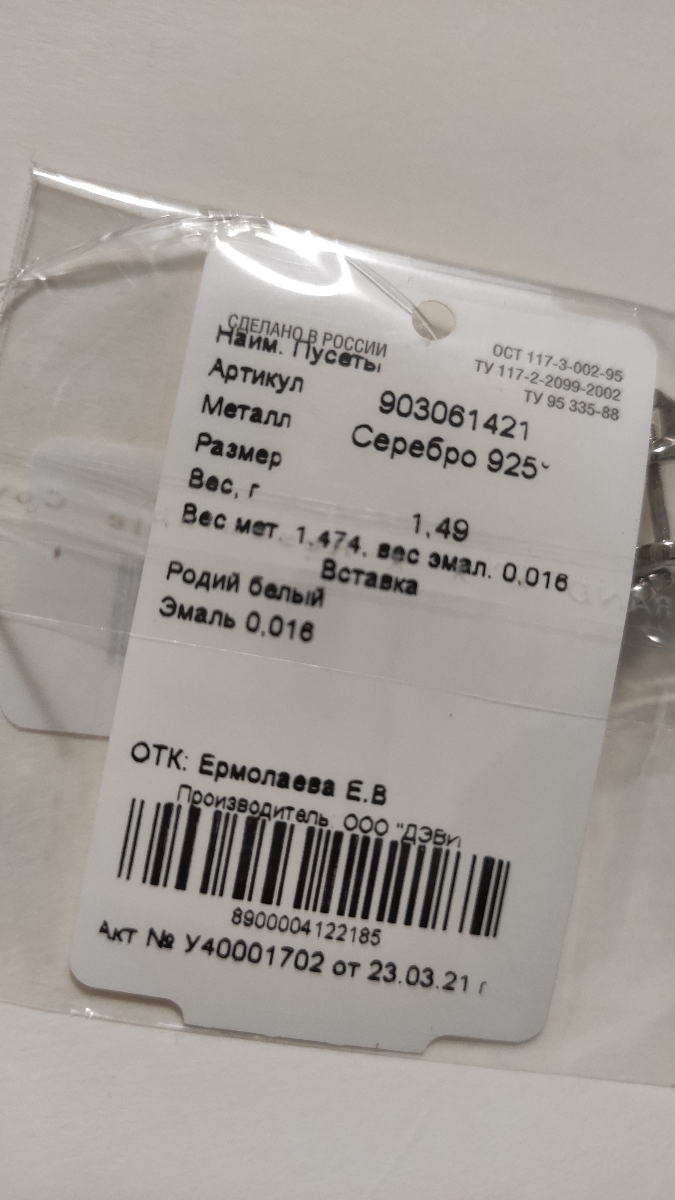 СДЕЛАНО В РОССИИ
Наим. Пусеты
ОСТ 117-3-002-95
ТУ 117-2-2099-2002
ТУ 95 335-88
Артикул 903061421
Металл Серебро 925
Размер
Вес, г 1,49
Вес мет. 1,474, вес эмал. 0,016
Вставка
Родий белый
Эмаль 0,016
ОТК: Ермолаева Е.В
Производитель, ООО "ДЭВи
8900004122185
Акт № У40001702 от 23.03.21 г